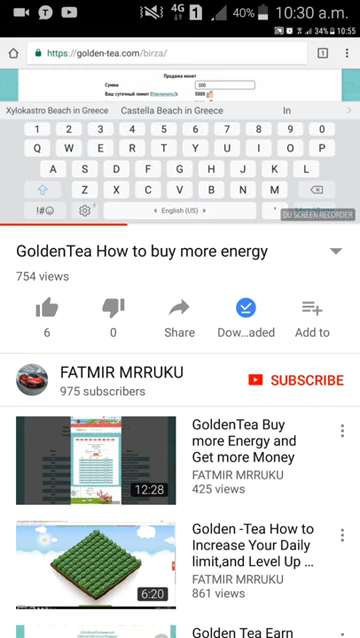 4G 1 40% 10:30 a.m.
34% 10:55
https://golden-tea.com/birza/
1
Продажа монет
Сумма
Ваш суточный лимит (Увеличить): 5000
Xylokastro Beach in Greece Castella Beach in Greece In
1 2 3 4 5 6 7 8 9 0
Q W E R T Y U I O P
A S D F G H J K L
Z X C V B N M
!#☺ English (US) '
DU SCREEN RECORDER
GoldenTea How to buy more energy
754 views
6 0 Share Dow...aded Add to
FATMIR MRRUKU
975 subscribers
SUBSCRIBE
12:28
GoldenTea Buy
more Energy and
Get more Money
FATMIR MRRUKU
425 views
6:20
Golden -Tea How to
Increase Your Daily
limit,and Level Up ...
FATMIR MRRUKU
861 views
Golden Tea Earn